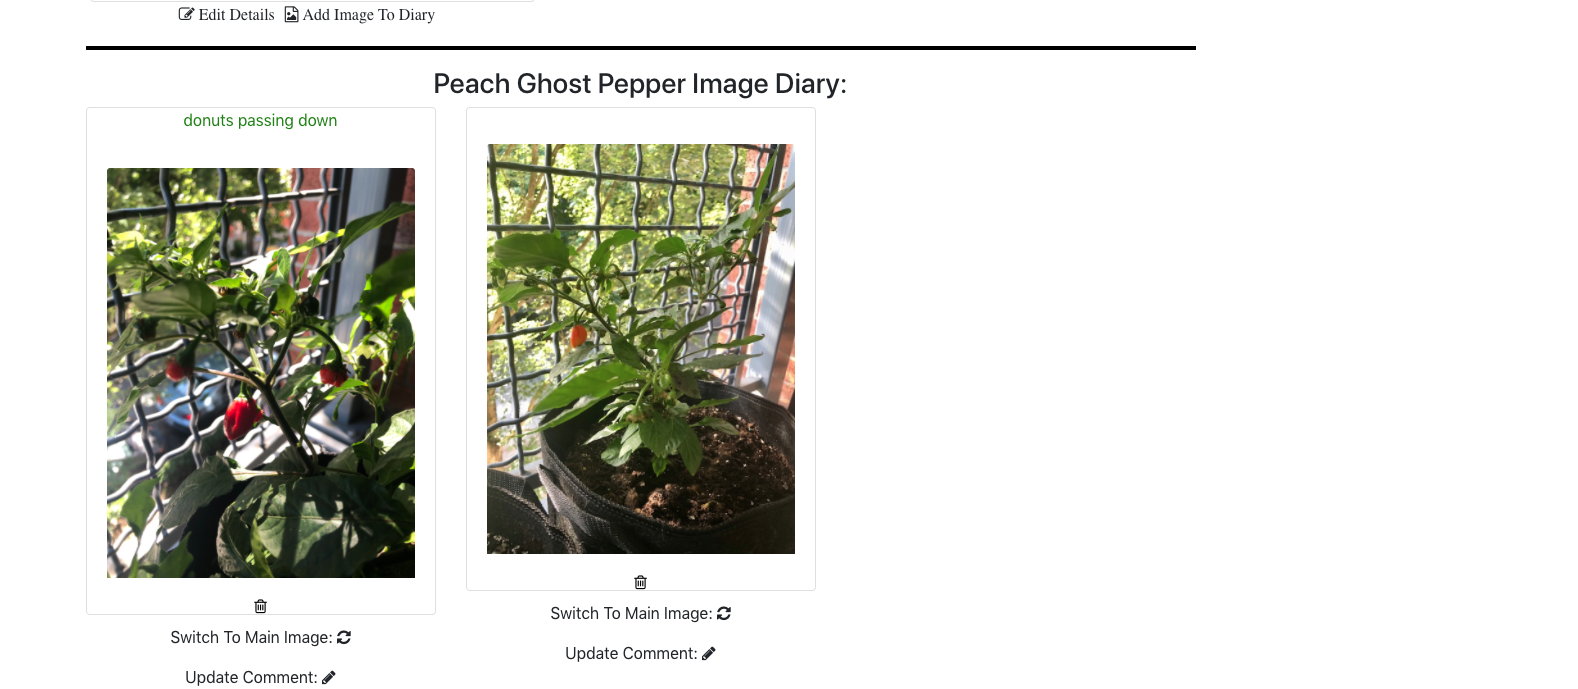 Edit Details Add Image To Diary
Peach Ghost Pepper Image Diary:
donuts passing down
Switch To Main Image:
Update Comment:
Switch To Main Image:
Update Comment: